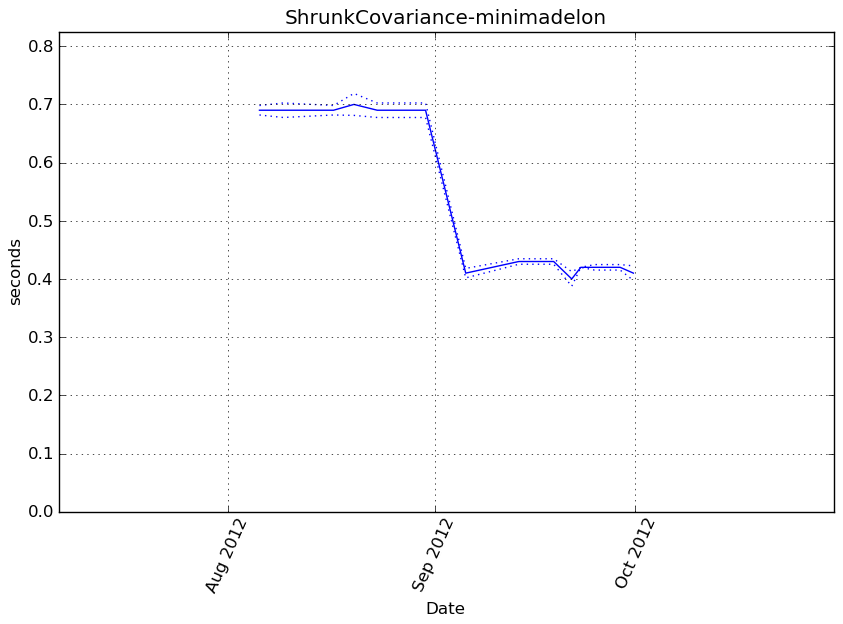 ShrunkCovariance-minimadelon
0.8
0.7
0.6
0.5
0.4
0.3
0.2
0.1
0.0
seconds
Aug 2012
Sep 2012
Oct 2012
Date